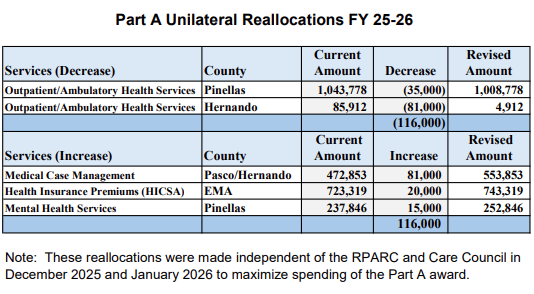 Part A Unilateral Reallocations FY 25-26
Current Revised
Services (Decrease) County Amount Decrease Amount
Outpatient/Ambulatory Health Services Pinellas 1,043,778 (35,000) 1,008,778
Outpatient/Ambulatory Health Services Hernando 85,912 (81,000) 4,912
(116,000)
Current Revised
Services (Increase) County Amount Increase Amount
Medical Case Management Pasco/Hernando 472,853 81,000 553,853
Health Insurance Premiums (HICSA) EMA 723,319 20,000 743,319
Mental Health Services Pinellas 237,846 15,000 252,846
116,000
Note: These reallocations were made independent of the RPARC and Care Council in
December 2025 and January 2026 to maximize spending of the Part A award.